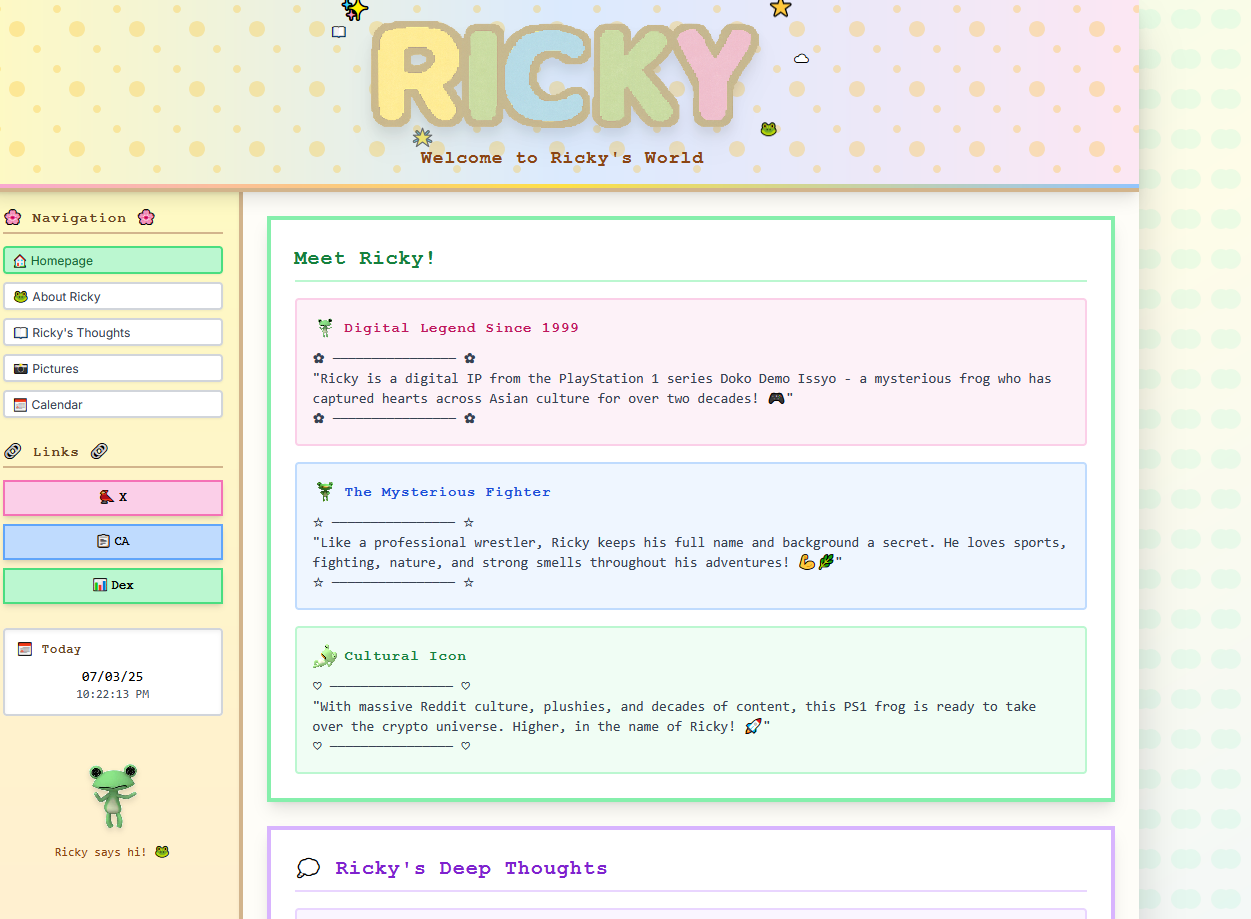 RICKY
Welcome to Ricky's World
Navigation
Homepage
About Ricky
Ricky's Thoughts
Pictures
Calendar
Links
X
CA
Dex
Today
07/03/25
10:22:13 PM
Ricky says hi!
Meet Ricky!
Digital Legend Since 1999
"Ricky is a digital IP from the PlayStation 1 series Doko Demo Issyo - a mysterious frog who has
captured hearts across Asian culture for over two decades! 🎮"
The Mysterious Fighter
"Like a professional wrestler, Ricky keeps his full name and background a secret. He loves sports,
fighting, nature, and strong smells throughout his adventures! 💪🌿"
Cultural Icon
"With massive Reddit culture, plushies, and decades of content, this PS1 frog is ready to take
over the crypto universe. Higher, in the name of Ricky! 🚀"
Ricky's Deep Thoughts